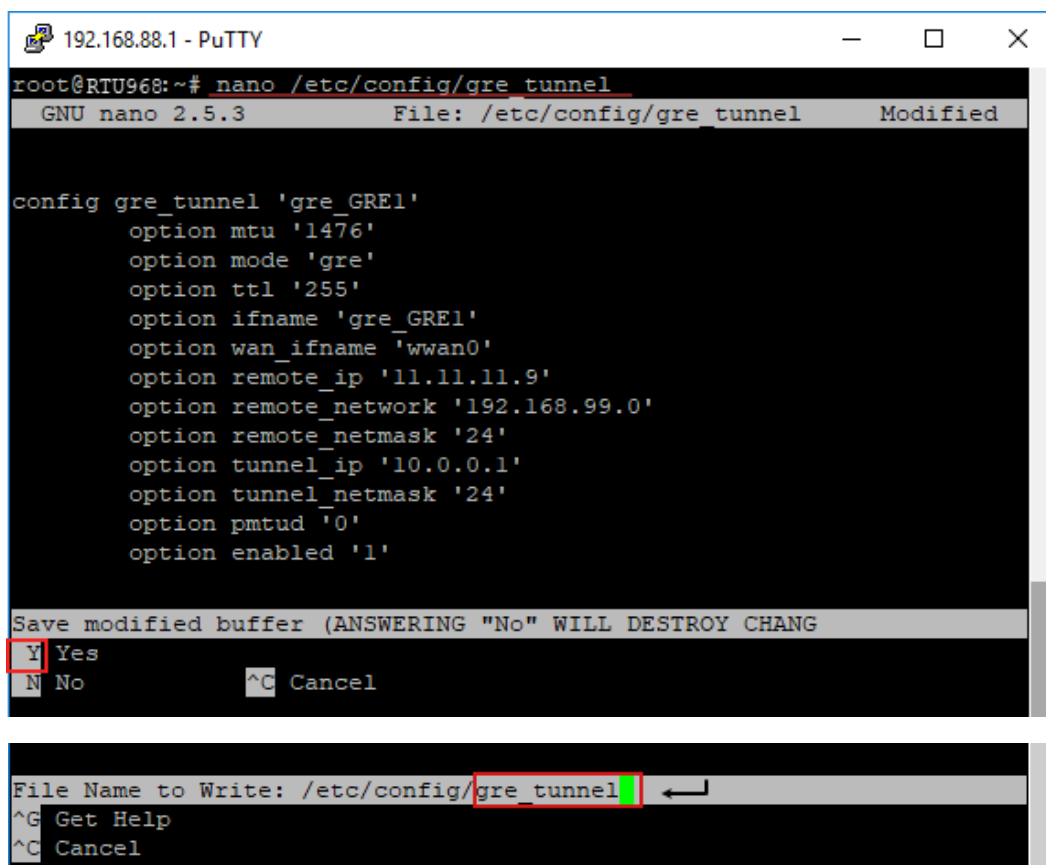 192.168.88.1 - PuTTY
root@RTU968:~# nano /etc/config/gre_tunnel
GNU nano 2.5.3 File: /etc/config/gre_tunnel Modified
config gre_tunnel 'gre_GRE1'
option mtu '1476'
option mode 'gre'
option ttl '255'
option ifname 'gre_GRE1'
option wan_ifname 'wwan0'
option remote_ip '11.11.11.9'
option remote_network '192.168.99.0'
option remote_netmask '24'
option tunnel_ip '10.0.0.1'
option tunnel_netmask '24'
option pmtud '0'
option enabled '1'
Save modified buffer (ANSWERING "No" WILL DESTROY CHANG
Y Yes
N No ^C Cancel
File Name to Write: /etc/config/gre_tunnel
^G Get Help
^C Cancel